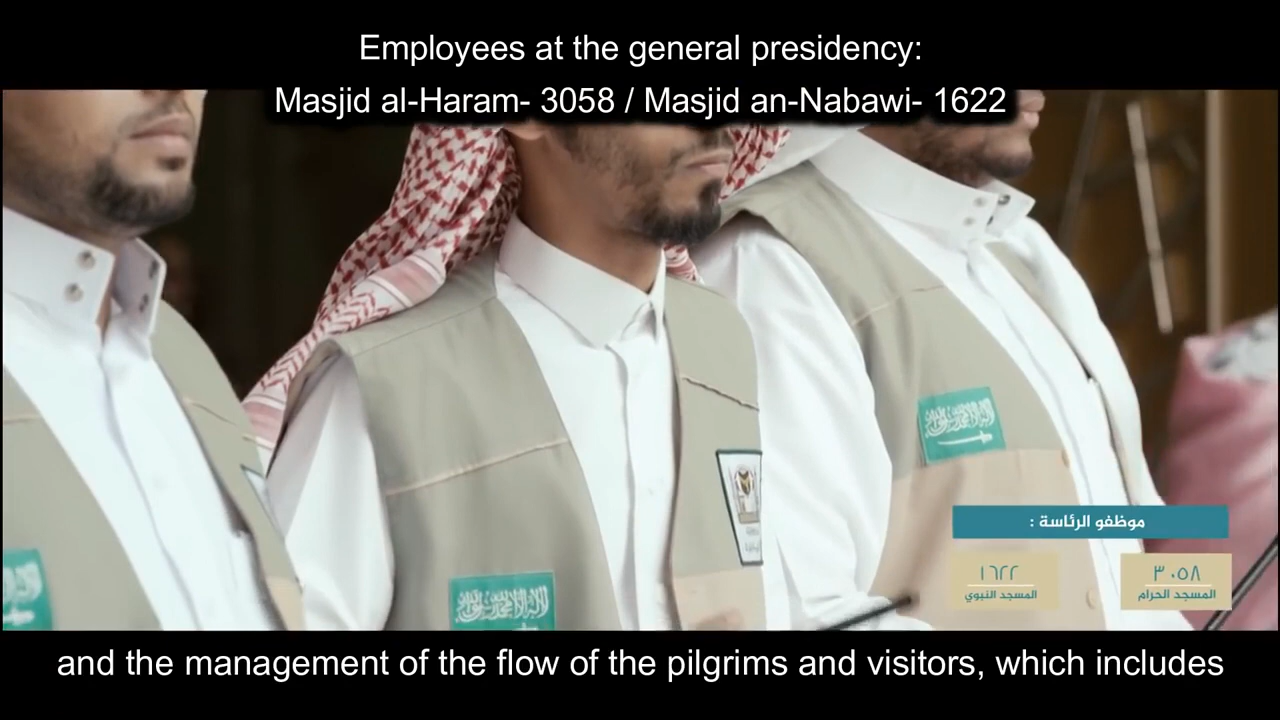 Employees at the general presidency:
Masjid al-Haram- 3058 / Masjid an-Nabawi- 1622
موظفو الرئاسة :
٣٠٥٨
المسجد الحرام
١٦٢٢
المسجد النبوي
and the management of the flow of the pilgrims and visitors, which includes